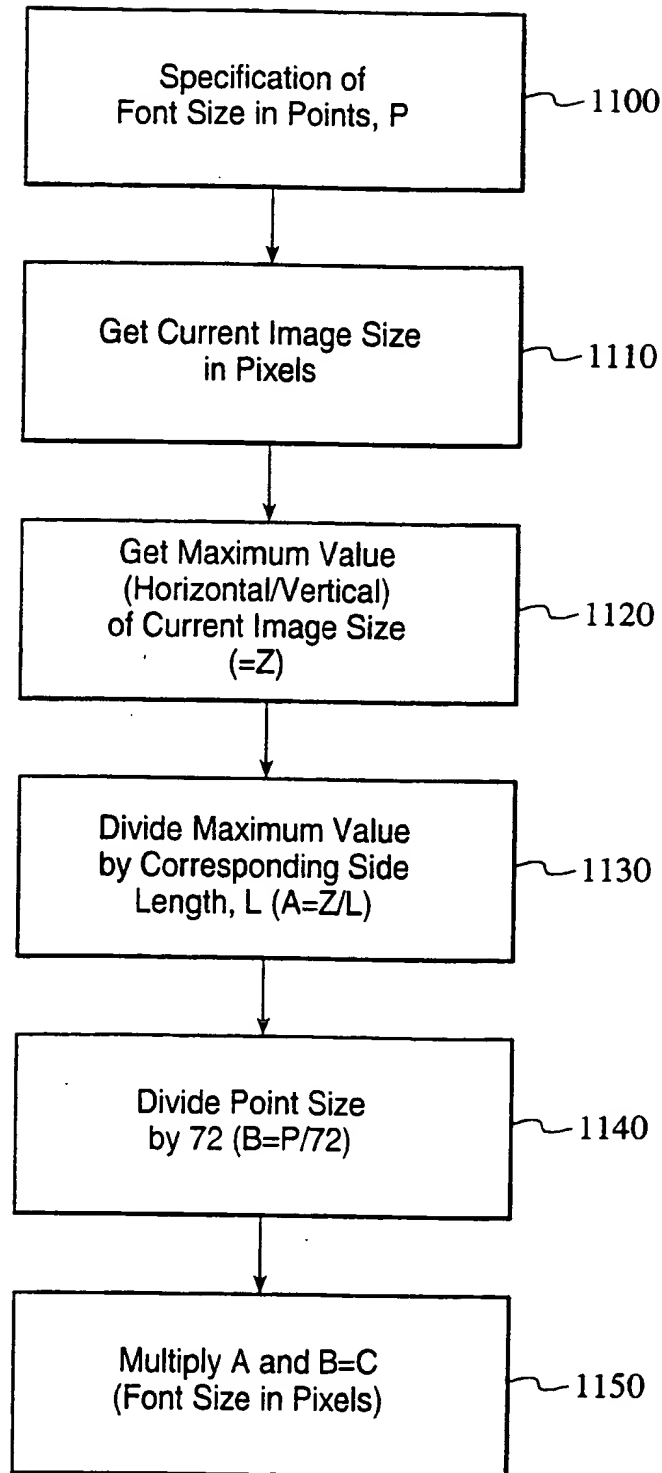 Specification of
Font Size in Points, P
1100
Get Current Image Size
in Pixels
1110
Get Maximum Value
(Horizontal/Vertical)
of Current Image Size
(=Z)
1120
Divide Maximum Value
by Corresponding Side
Length, L (A=Z/L)
1130
Divide Point Size
by 72 (B=P/72)
1140
Multiply A and B=C
(Font Size in Pixels)
1150